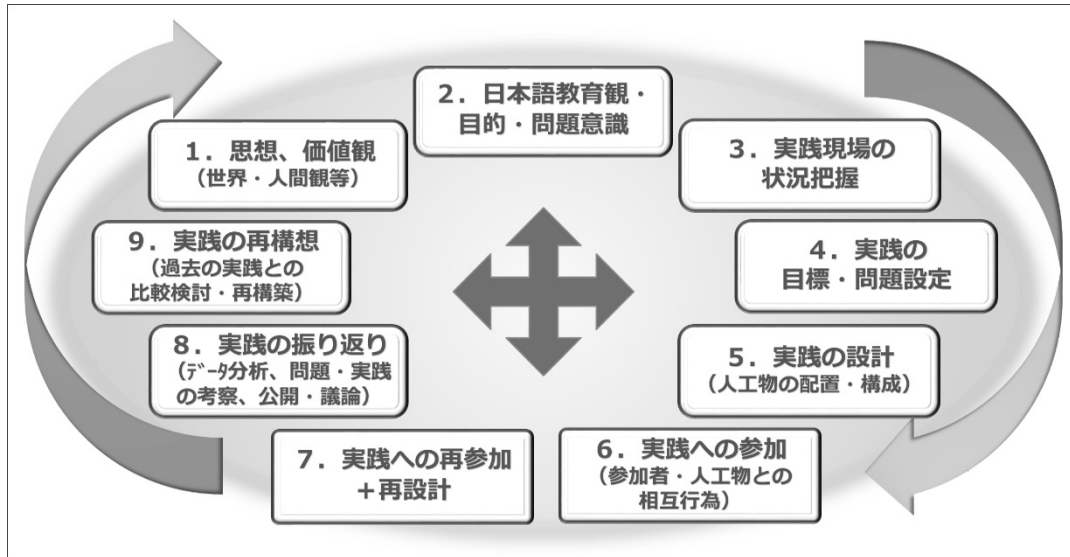 1．思想、価値観
（世界・人間観等）
2．日本語教育観・
目的・問題意識
3．実践現場の
状況把握
4．実践の
目標・問題設定
5．実践の設計
（人工物の配置・構成）
6．実践への参加
（参加者・人工物との
相互行為）
7．実践への再参加
＋再設計
8．実践の振り返り
（ﾃﾞｰﾀ分析、問題・実践
の考察、公開・議論）
9．実践の再構想
（過去の実践との
比較検討・再構築）